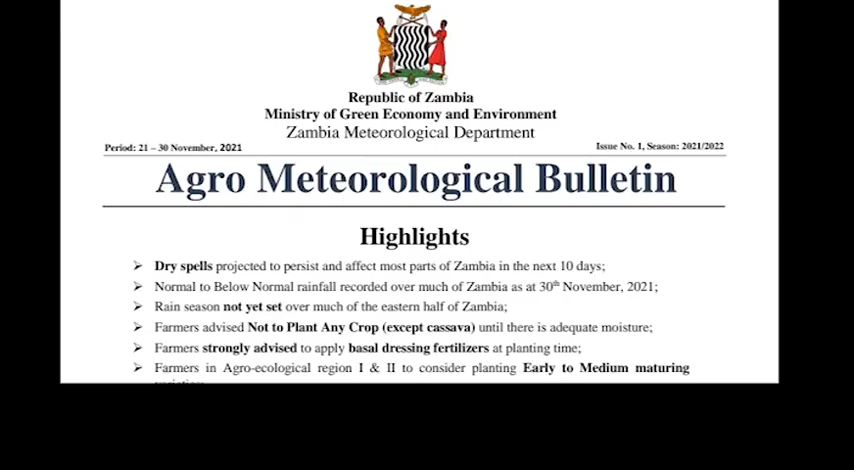 Republic of Zambia
Ministry of Green Economy and Environment
Zambia Meteorological Department
Period: 21 – 30 November, 2021
Issue No. 1, Season: 2021/2022
Agro Meteorological Bulletin
Highlights
➢ Dry spells projected to persist and affect most parts of Zambia in the next 10 days;
➢ Normal to Below Normal rainfall recorded over much of Zambia as at 30th November, 2021;
➢ Rain season not yet set over much of the eastern half of Zambia;
➢ Farmers advised Not to Plant Any Crop (except cassava) until there is adequate moisture;
➢ Farmers strongly advised to apply basal dressing fertilizers at planting time;
➢ Farmers in Agro-ecological region I & II to consider planting Early to Medium maturing